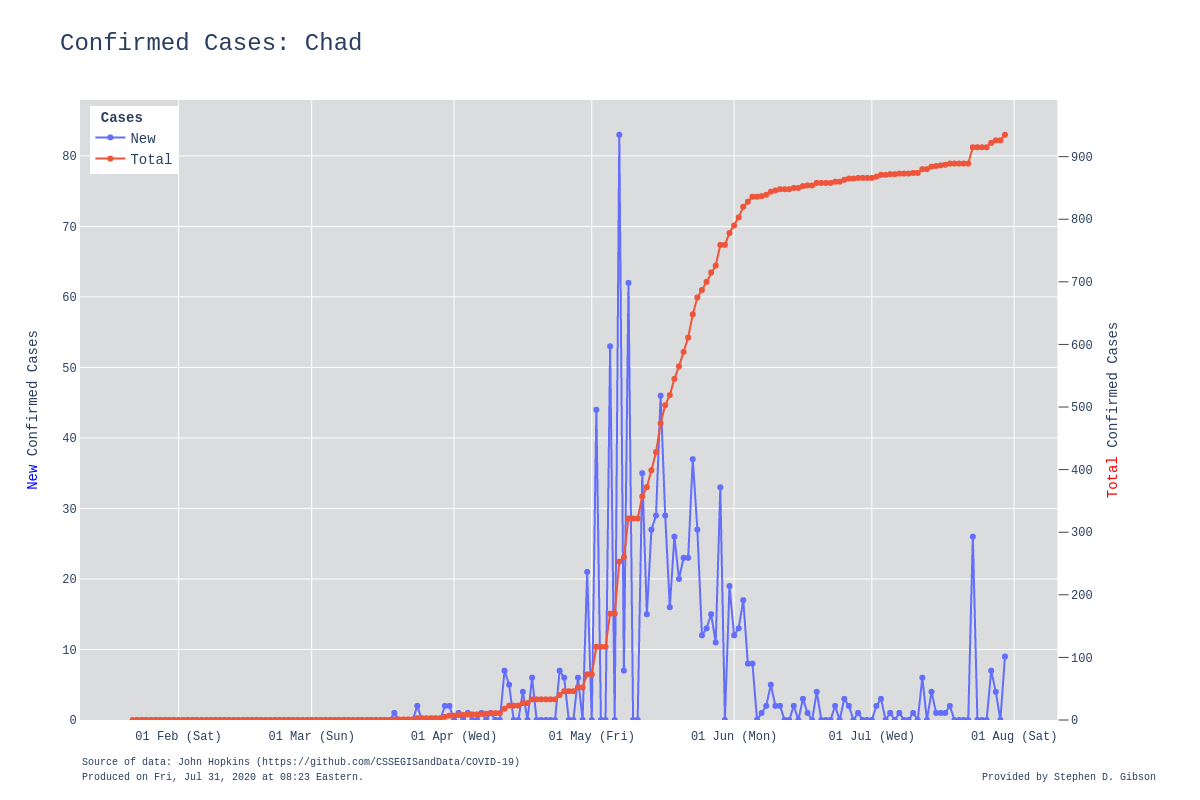 Confirmed Cases: Chad
Cases
New
Total
80
70
60
50
40
30
20
10
0
900
800
700
600
500
400
300
200
100
0
New Confirmed Cases
Total Confirmed Cases
01 Feb (Sat)
01 Mar (Sun)
01 Apr (Wed)
01 May (Fri)
01 Jun (Mon)
01 Jul (Wed)
01 Aug (Sat)
Source of data: John Hopkins (https://github.com/CSSEGISandData/COVID-19)
Produced on Fri, Jul 31, 2020 at 08:23 Eastern.
Provided by Stephen D. Gibson